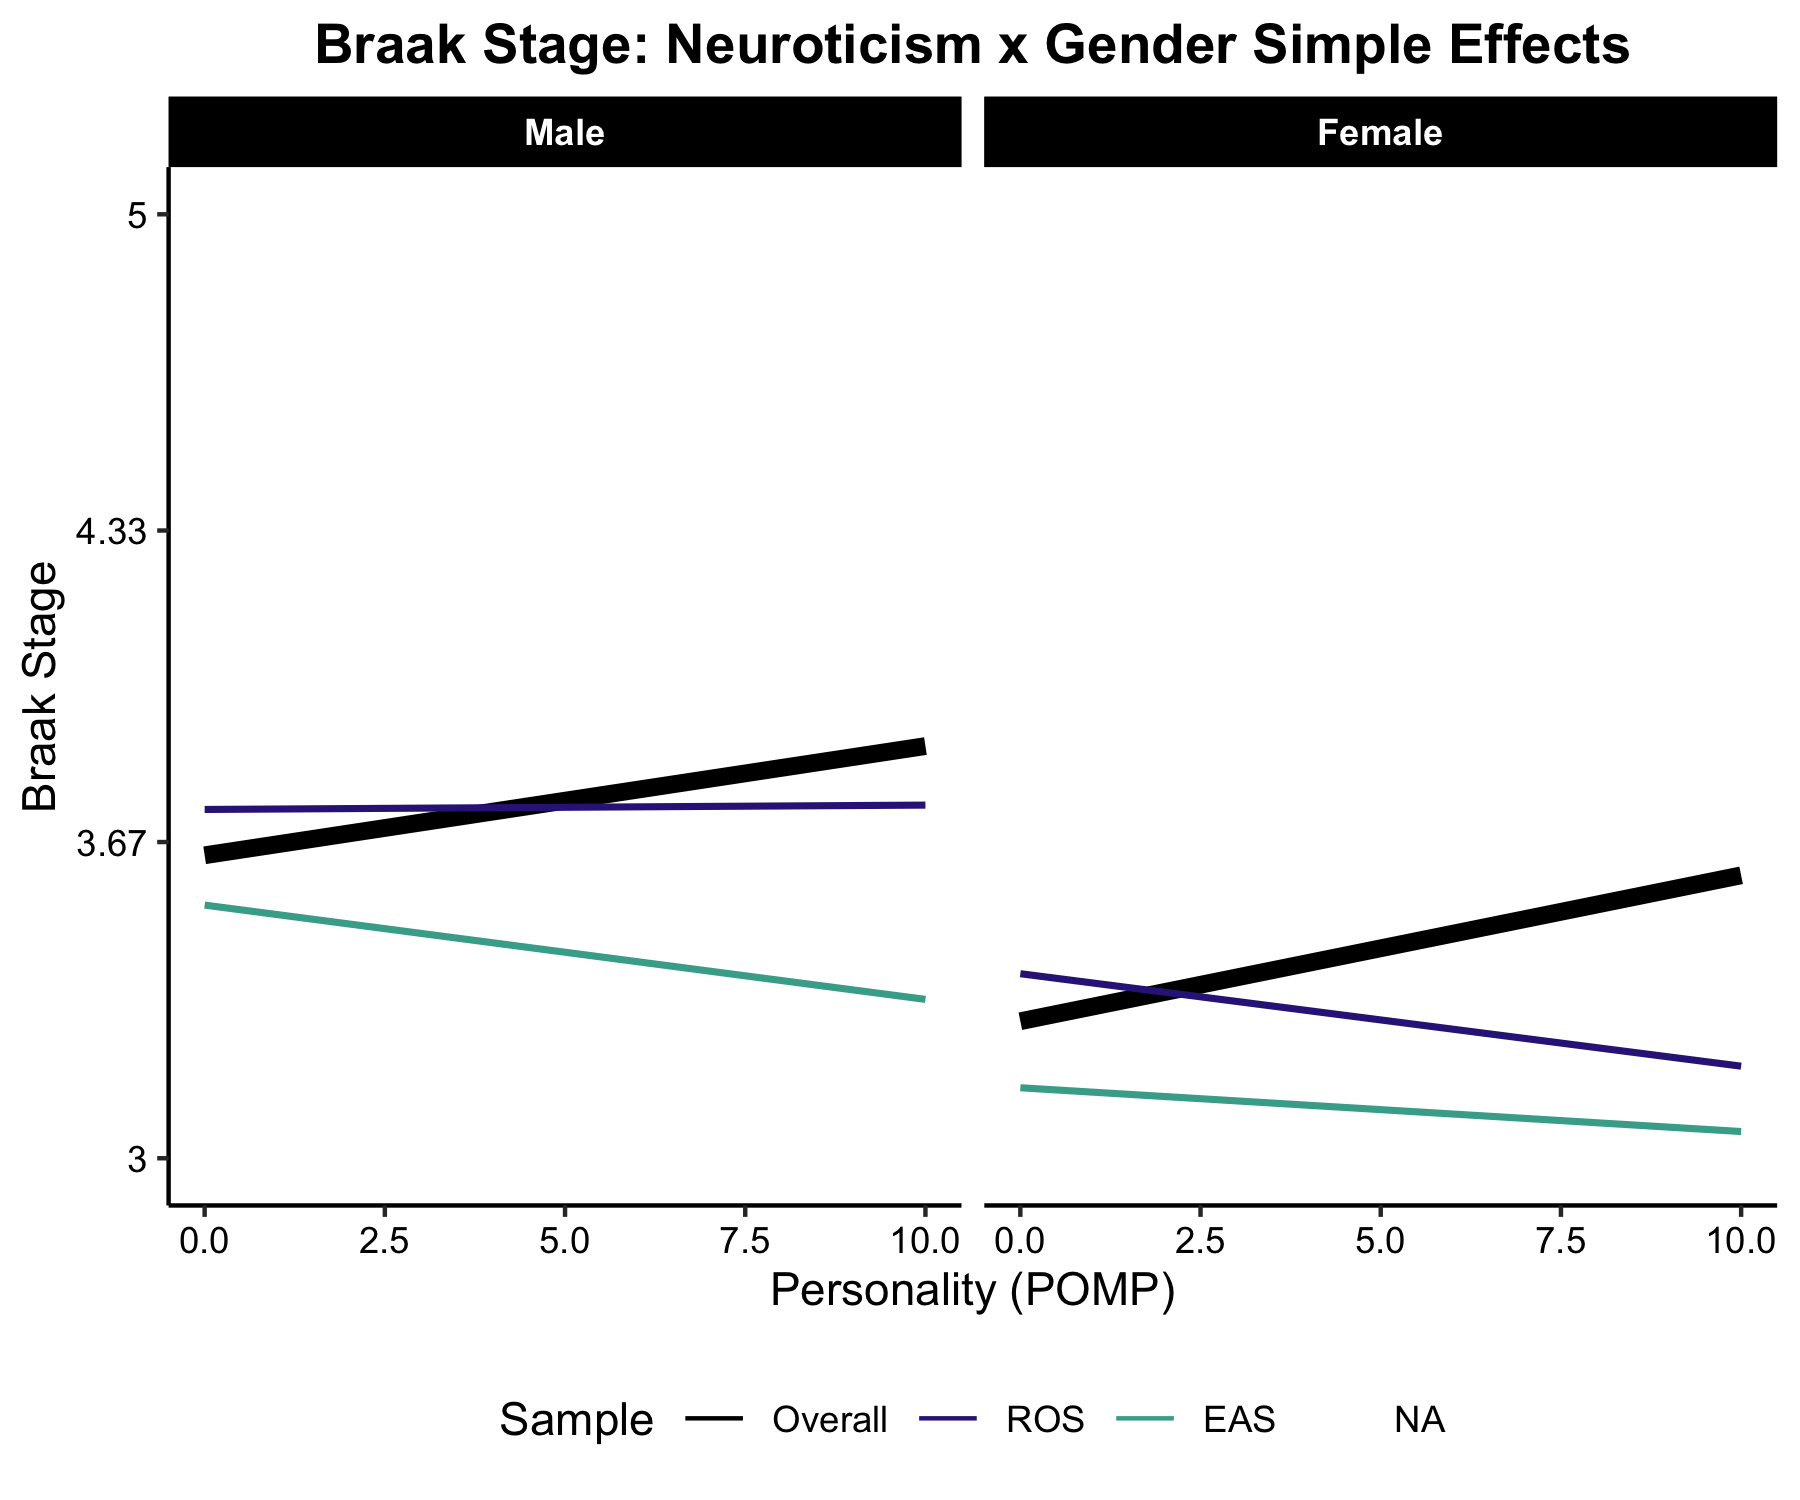 Braak Stage: Neuroticism x Gender Simple Effects
Male
Female
5
4.33
3.67
3
Braak Stage
0.0 2.5 5.0 7.5 10.0
0.0 2.5 5.0 7.5 10.0
Personality (POMP)
Sample Overall ROS EAS NA